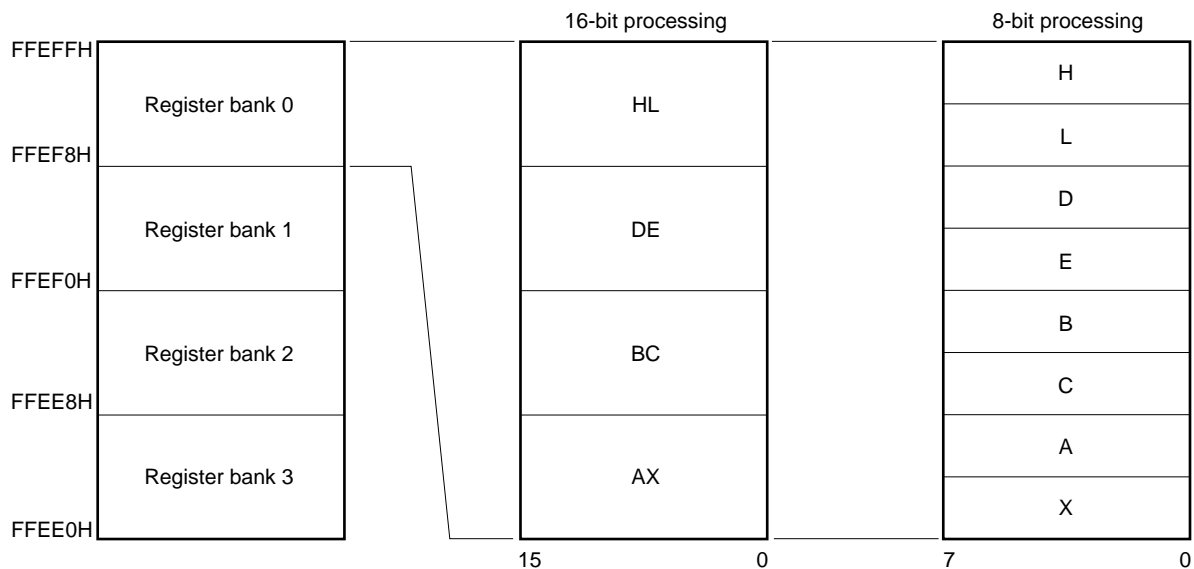 16-bit processing
8-bit processing
FFEFFH
Register bank 0
HL
H
L
FFEF8H
Register bank 1
DE
D
E
FFEF0H
Register bank 2
BC
B
C
FFEE8H
Register bank 3
AX
A
X
FFEE0H
15 0
7 0